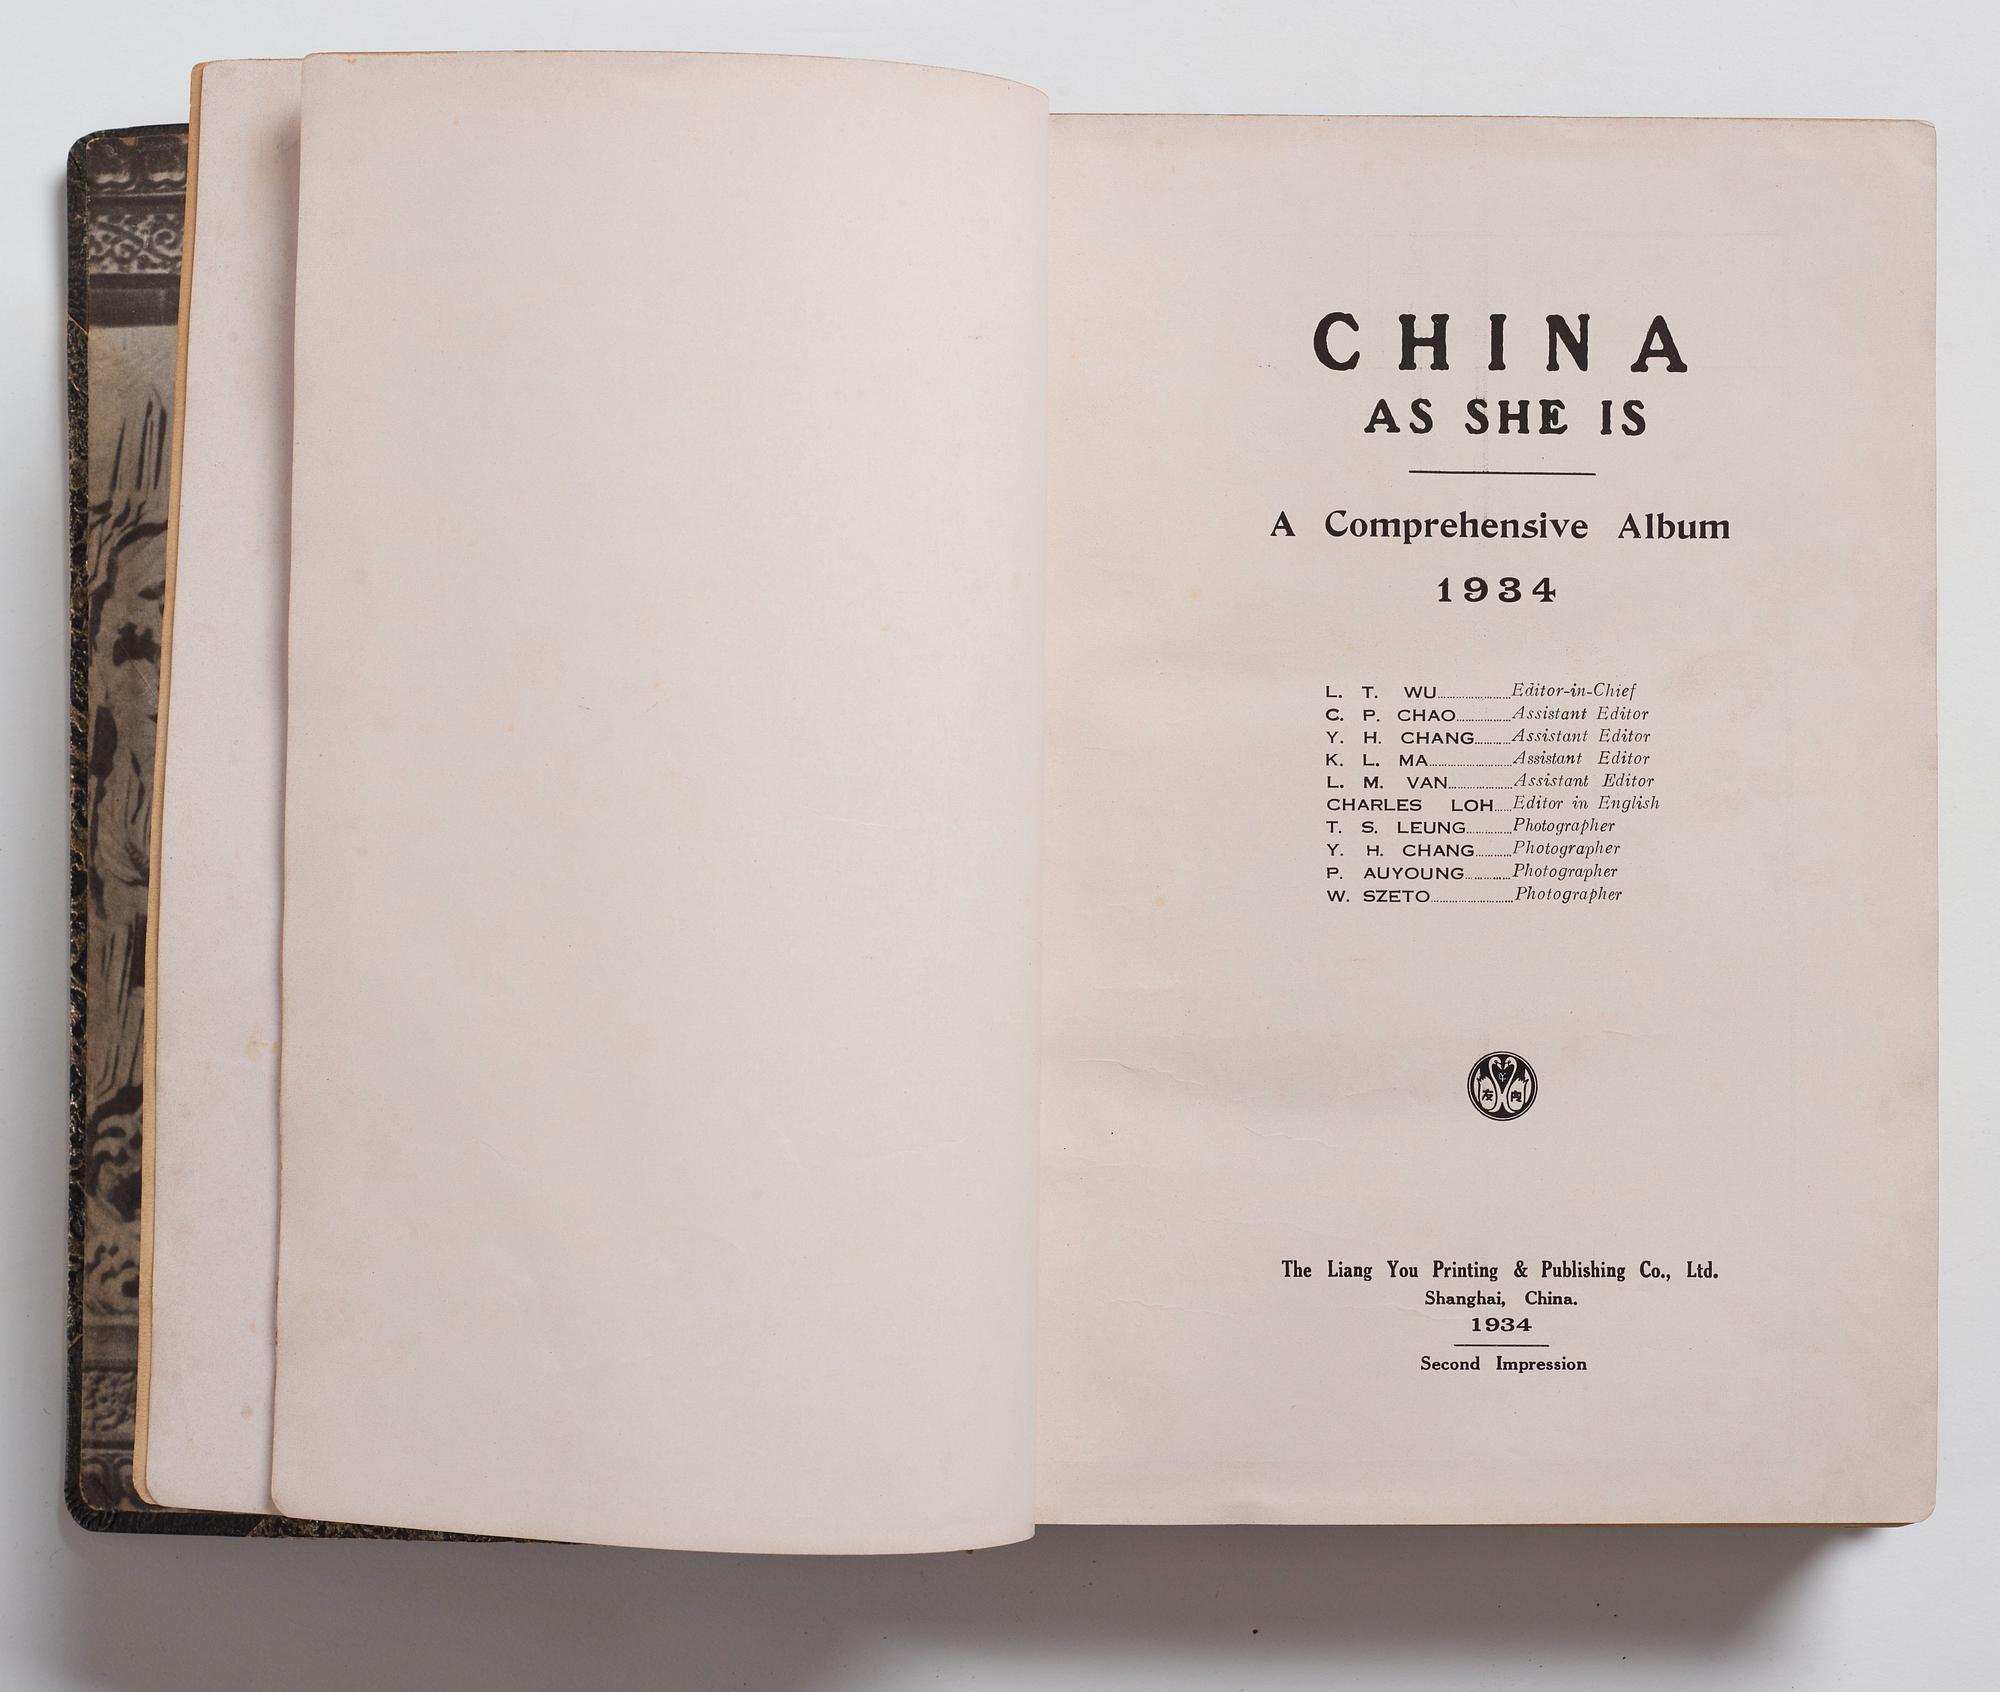 CHINA
AS SHE IS
A Comprehensive Album
1934
L. T. WU......................Editor-in-Chief
C. P. CHAO................Assistant Editor
Y. H. CHANG..........Assistant Editor
K. L. MA........................Assistant Editor
L. M. VAN..................Assistant Editor
CHARLES LOH.....Editor in English
T. S. LEUNG.............Photographer
Y. H. CHANG..........Photographer
P. AUYOUNG.............Photographer
W. SZETO........................Photographer
友 良
The Liang You Printing & Publishing Co., Ltd.
Shanghai, China.
1934
Second Impression